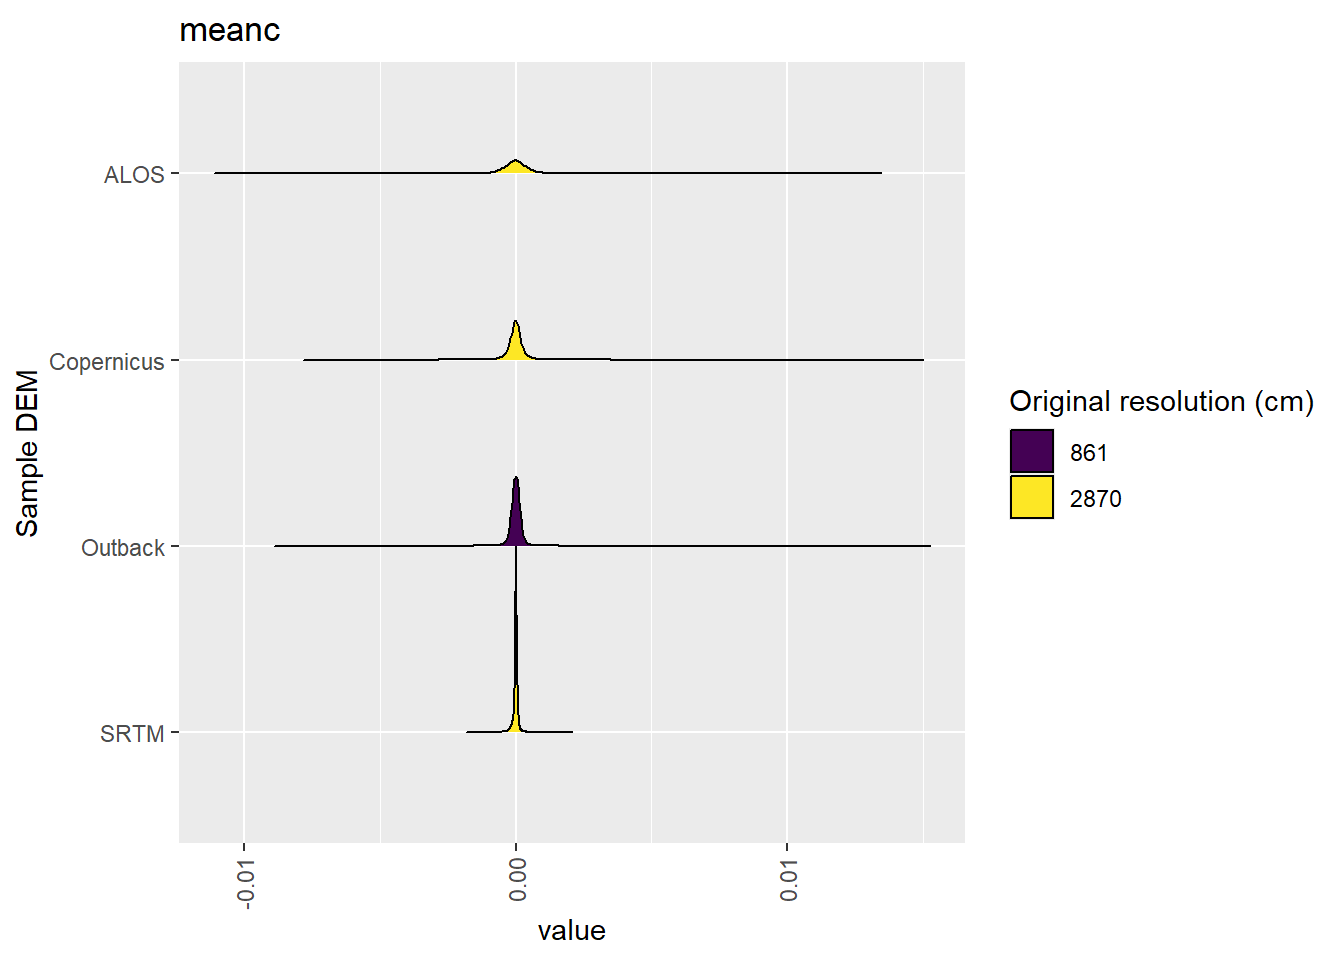 meanc
ALOS
Copernicus
Outback
SRTM
Sample DEM
-0.01
0.00
0.01
value
Original resolution (cm)
861
2870